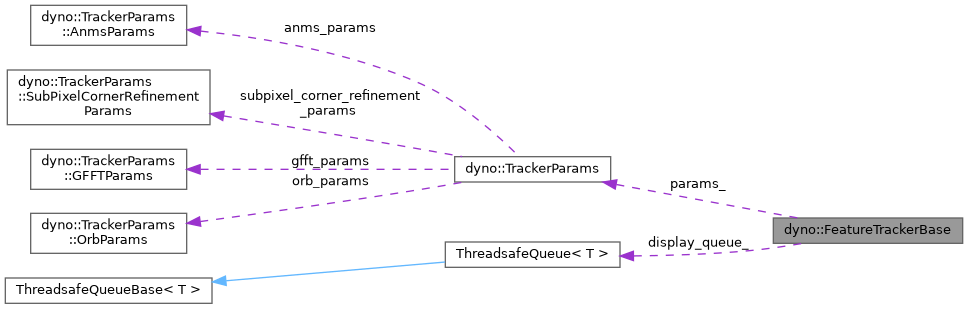 dyno::TrackerParams
::AnmsParams
anms_params
dyno::TrackerParams
::SubPixelCornerRefinement
Params
subpixel_corner_refinement
_params
dyno::TrackerParams
::GFFTParams
gfft_params
orb_params
dyno::TrackerParams
params_
dyno::TrackerParams
::OrbParams
dyno::FeatureTrackerBase
display_queue_
ThreadsafeQueue< T >
ThreadsafeQueueBase< T >